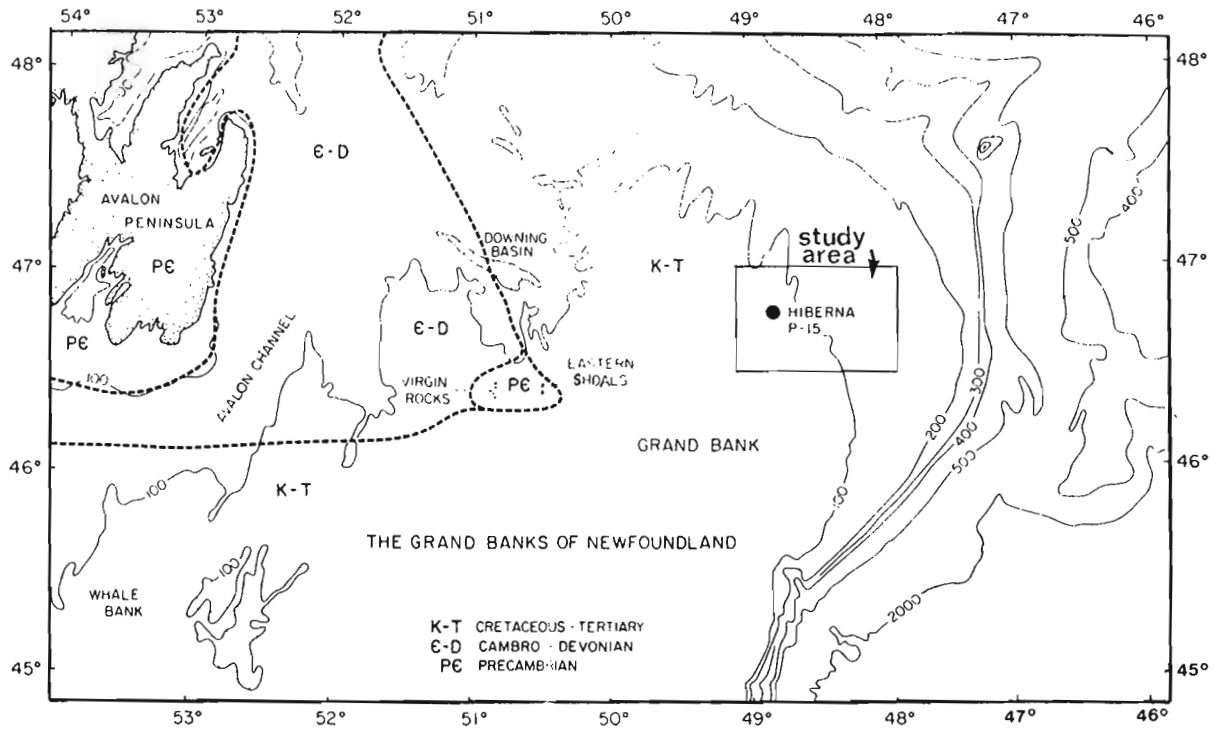 54° 53° 52° 51° 50° 49° 48° 47° 46°
48° 48°
Є-D
AVALON
PENINSULA
PЄ
DOWNING
BASIN
K-T
study
area
500
400
47° 47°
HIBERNA
P-15
Є-D
PЄ
100
AVALON CHANNEL
VIRGIN
ROCKS
PЄ
EASTERN
SHOALS
300
200
400
500
GRAND BANK
46° 46°
100
K-T
100
THE GRAND BANKS OF NEWFOUNDLAND
100
WHALE
BANK
2000
K-T CRETACEOUS - TERTIARY
Є-D CAMBRO - DEVONIAN
PЄ PRECAMBRIAN
45° 45°
53° 52° 51° 50° 49° 48° 47° 46°